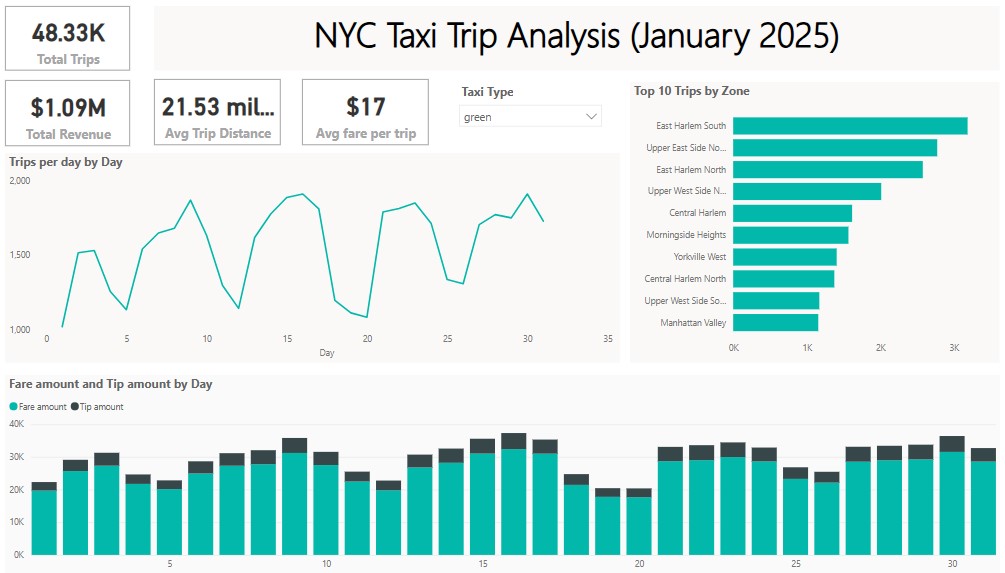 48.33K
Total Trips
NYC Taxi Trip Analysis (January 2025)
$1.09M
Total Revenue
21.53 mil...
Avg Trip Distance
$17
Avg fare per trip
Taxi Type
green
Top 10 Trips by Zone
East Harlem South
Upper East Side No...
East Harlem North
Upper West Side N...
Central Harlem
Morningside Heights
Yorkville West
Central Harlem North
Upper West Side So...
Manhattan Valley
0K 1K 2K 3K
Trips per day by Day
2,000
1,500
1,000
0 5 10 15 20 25 30 35
Day
Fare amount and Tip amount by Day
Fare amount Tip amount
40K
30K
20K
10K
0K
5 10 15 20 25 30